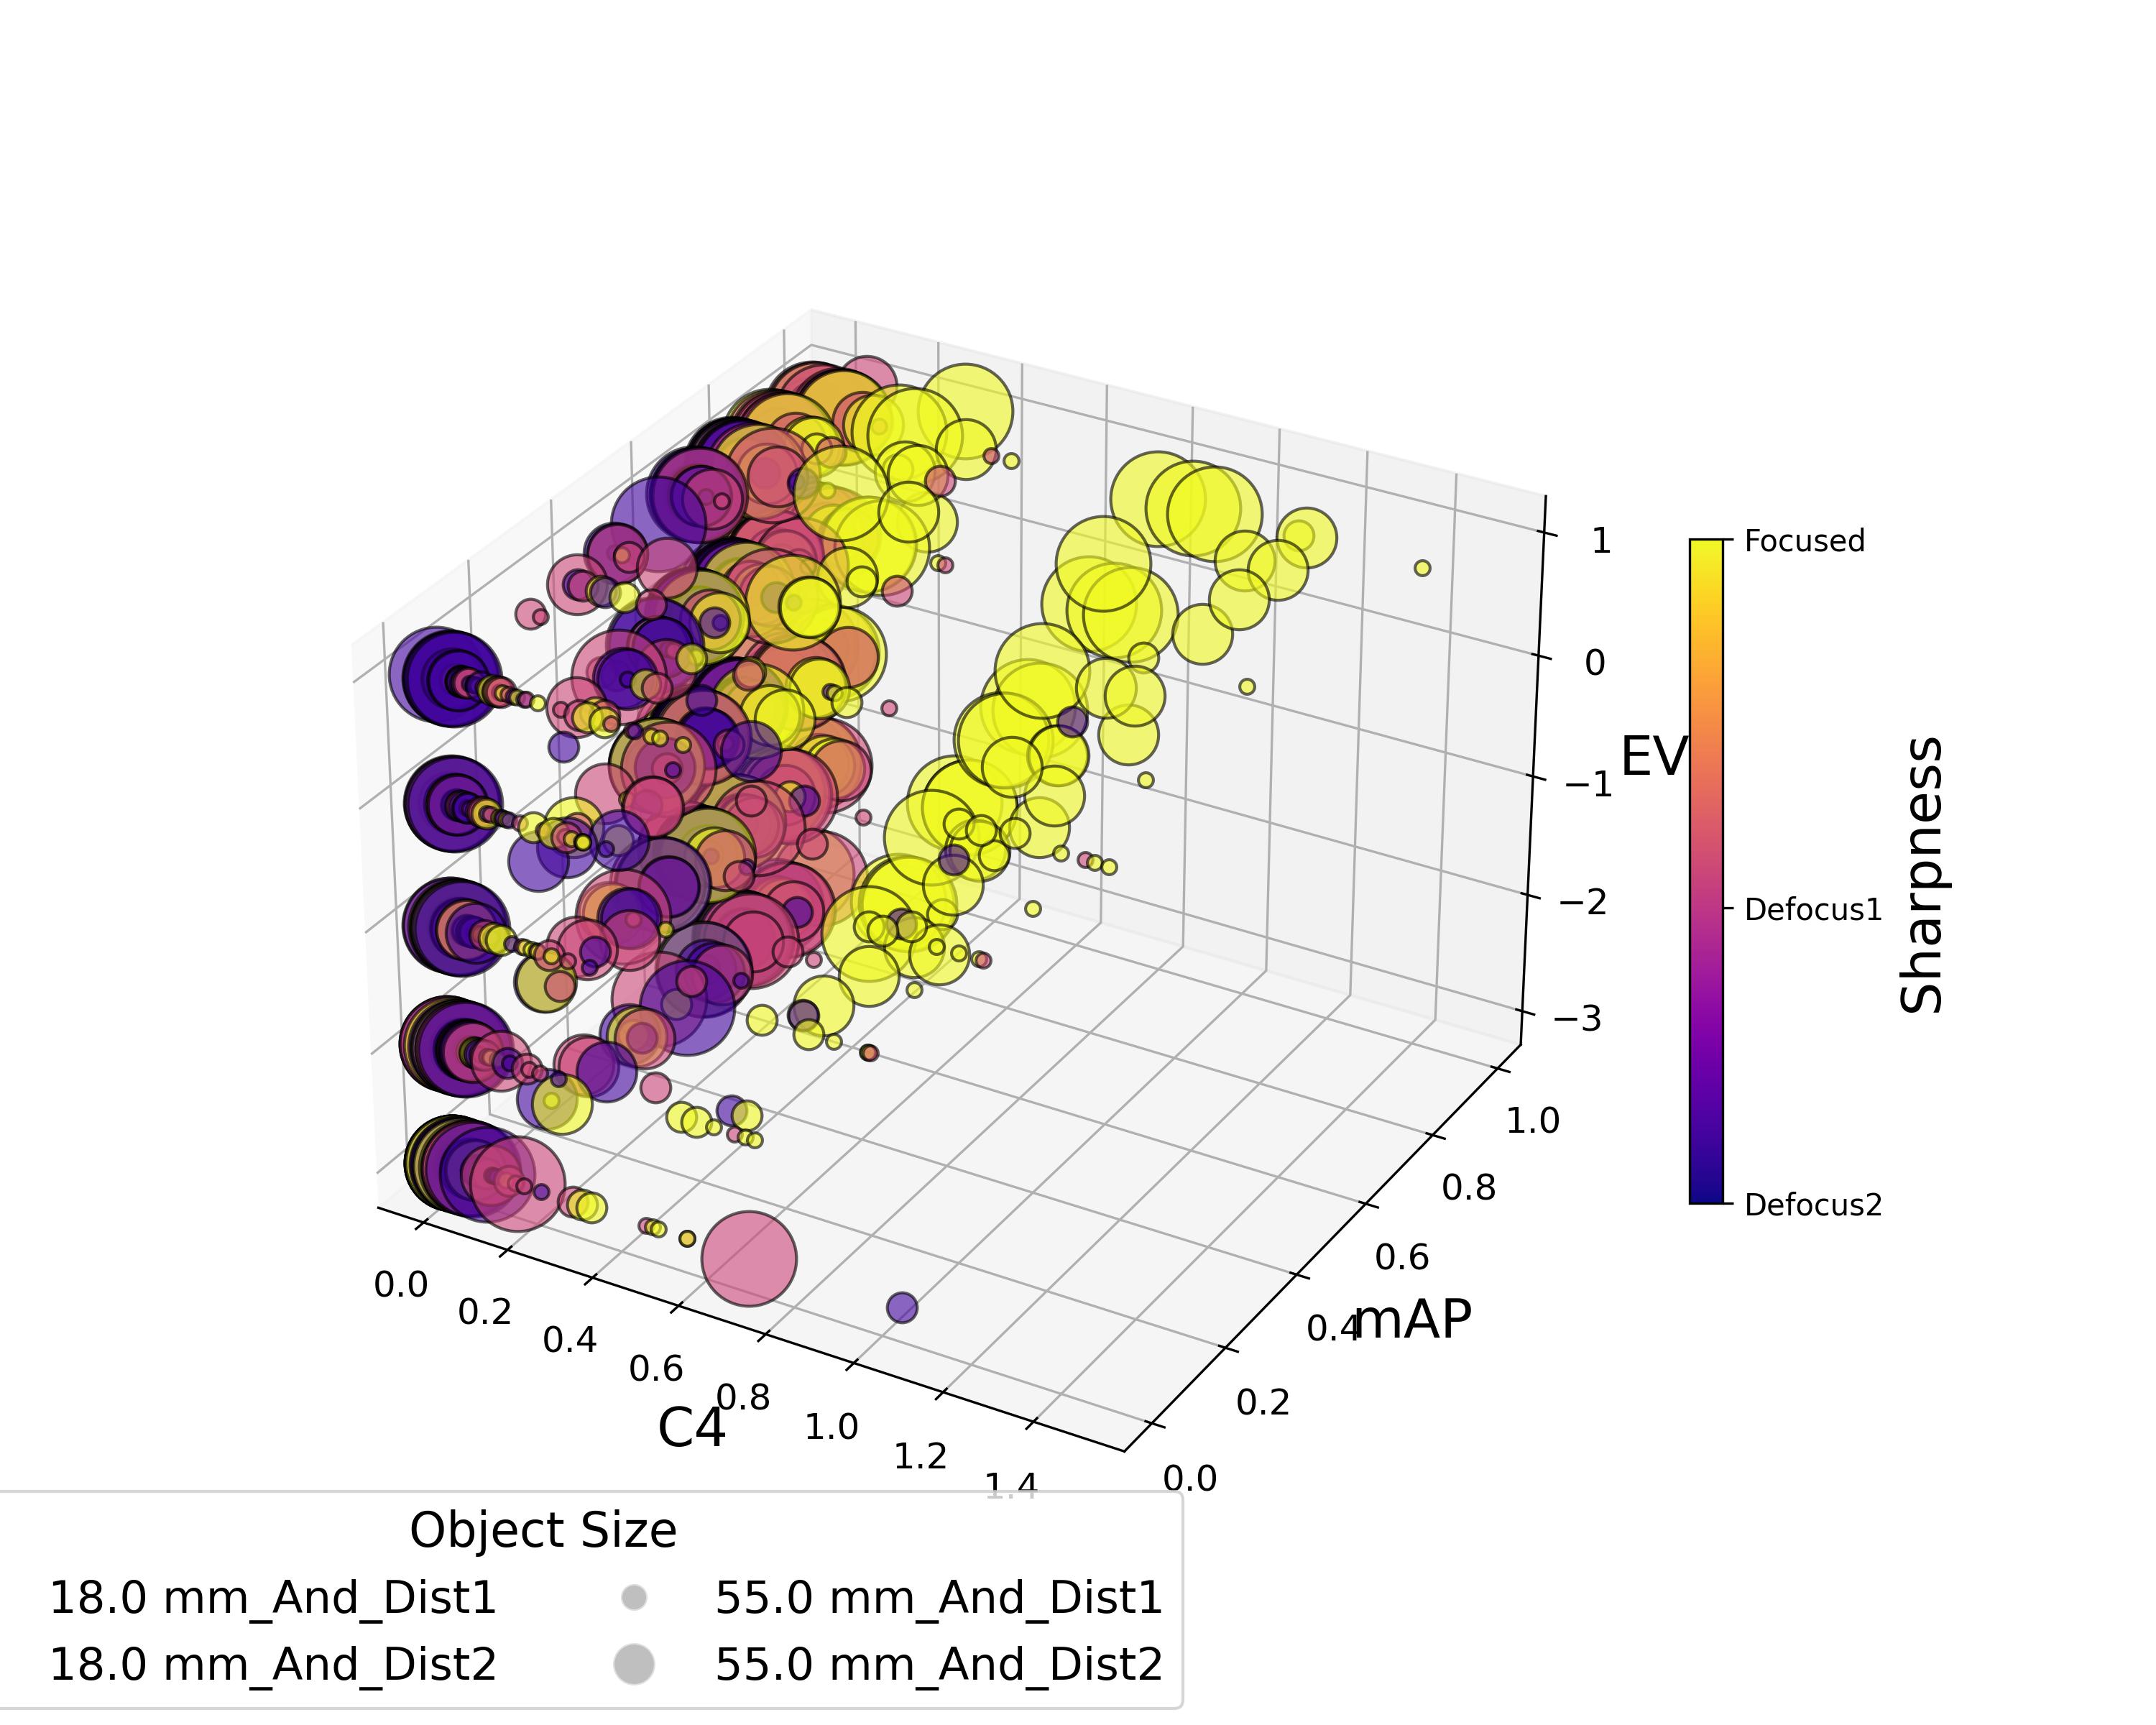 1
0
−1
−2
−3
EV
0.0
0.2
0.4
0.6
0.8
1.0
1.2
1.4
C4
0.0
0.2
0.4
0.6
0.8
1.0
mAP
Focused
Defocus1
Defocus2
Sharpness
Object Size
18.0 mm_And_Dist1
18.0 mm_And_Dist2
55.0 mm_And_Dist1
55.0 mm_And_Dist2